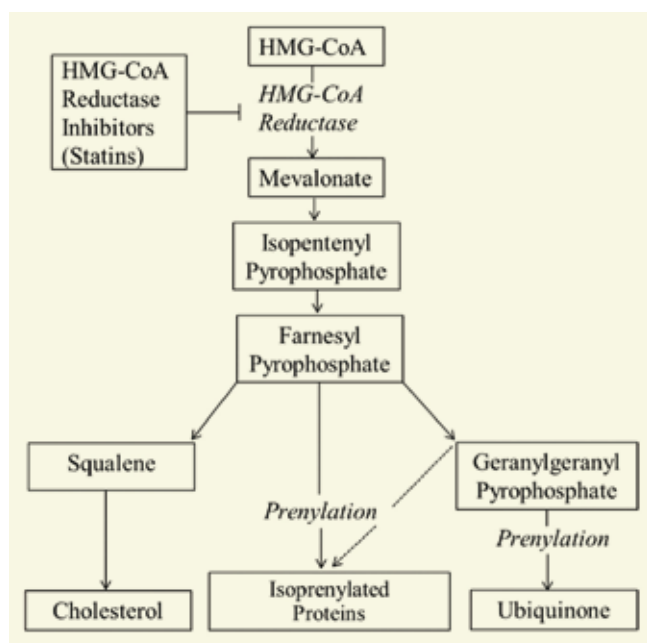 HMG-CoA
HMG-CoA
Reductase
Inhibitors
(Statins)
HMG-CoA
Reductase
Mevalonate
Isopentenyl
Pyrophosphate
Farnesyl
Pyrophosphate
Squalene
Geranylgeranyl
Pyrophosphate
Prenylation
Prenylation
Cholesterol
Isoprenylated
Proteins
Ubiquinone